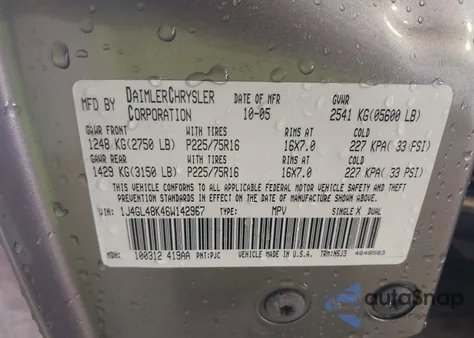 MFD BY DAIMLERCHRYSLER CORPORATION DATE OF MFR 10-05 GVWR 2541 KG(05600 LB)
GAWR FRONT WITH TIRES RIMS AT COLD
1248 KG(2750 LB) P225/75R16 16X7.0 227 KPA( 33 PSI)
GAWR REAR WITH TIRES RIMS AT COLD
1429 KG(3150 LB) P225/75R16 16X7.0 227 KPA( 33 PSI)
THIS VEHICLE CONFORMS TO ALL APPLICABLE FEDERAL MOTOR VEHICLE SAFETY AND THEFT
PREVENTION STANDARDS IN EFFECT ON THE DATE OF MANUFACTURE SHOWN ABOVE.
VIN: 1J4GL48K46W142967 TYPE: MPV SINGLE X DUAL
MDH: 100312 419AA PNT:PJC VEHICLE MADE IN U.S.A. TRM:N5J3 4648503
autoSnap